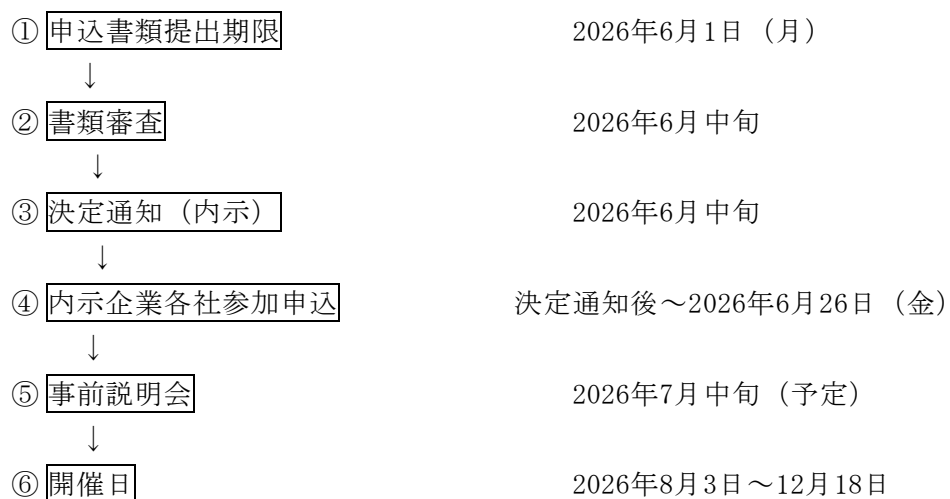 ① 申込書類提出期限 2026年6月1日（月）
↓
② 書類審査 2026年6月中旬
↓
③ 決定通知（内示） 2026年6月中旬
↓
④ 内示企業各社参加申込 決定通知後～2026年6月26日（金）
↓
⑤ 事前説明会 2026年7月中旬（予定）
↓
⑥ 開催日 2026年8月3日～12月18日